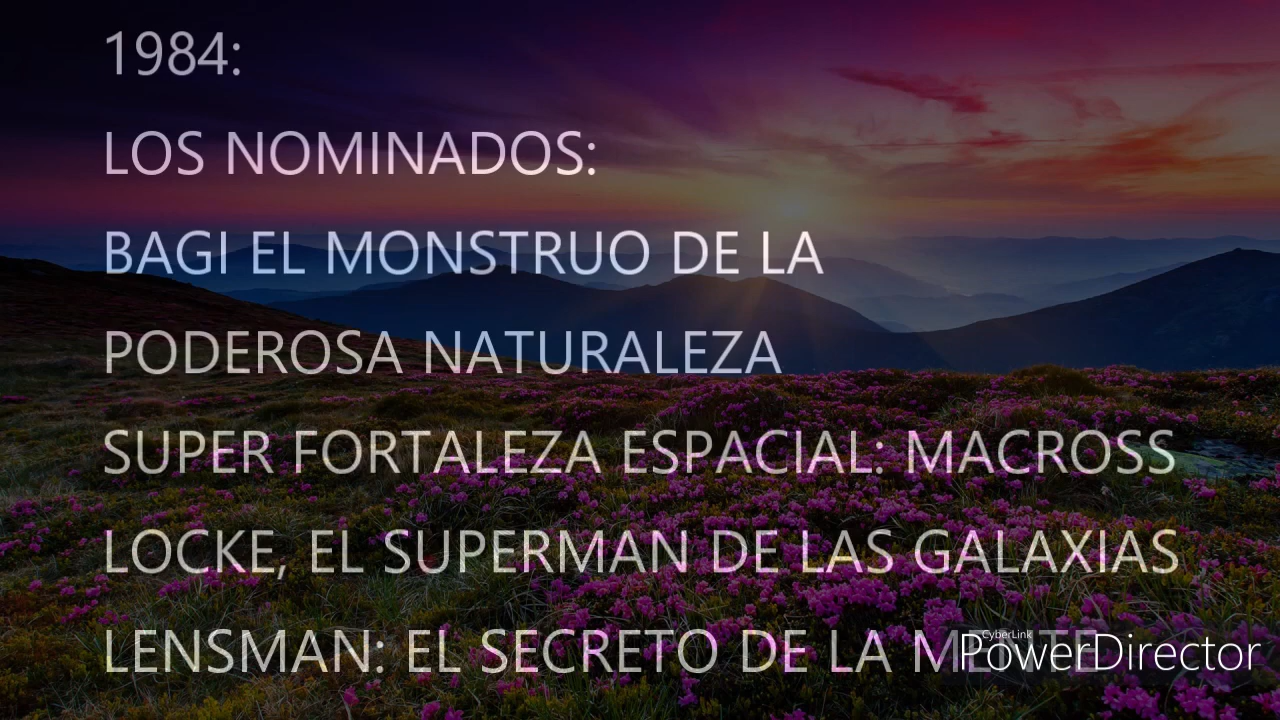 1984:
LOS NOMINADOS:
BAGI EL MONSTRUO DE LA
PODEROSA NATURALEZA
SUPER FORTALEZA ESPACIAL: MACROSS
LOCKE, EL SUPERMAN DE LAS GALAXIAS
LENSMAN: EL SECRETO DE LA MENTE
CyberLink
PowerDirector